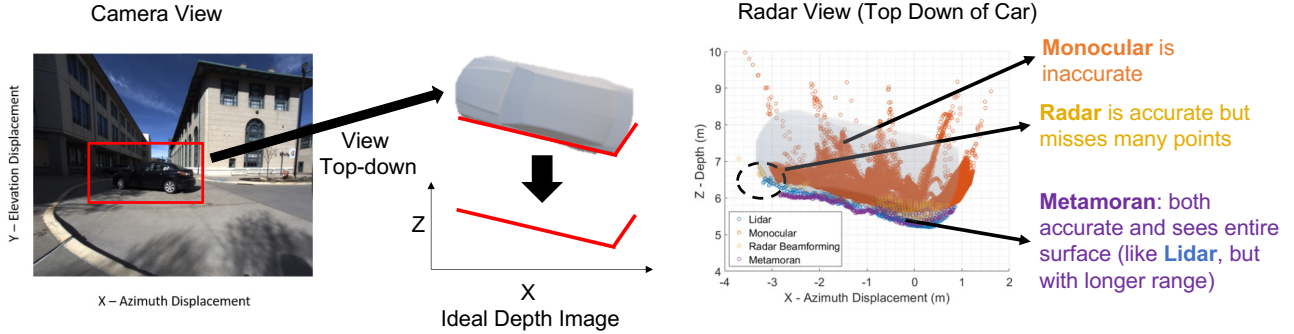 Camera View
Y – Elevation Displacement
X – Azimuth Displacement
View
Top-down
Z
X
Ideal Depth Image
Radar View (Top Down of Car)
10
9
8
7
6
5
4
Z - Depth (m)
-4
-3
-2
-1
0
1
2
X - Azimuth Displacement (m)
Lidar
Monocular
Radar Beamforming
Metamoran
Monocular is
inaccurate
Radar is accurate but
misses many points
Metamoran: both
accurate and sees entire
surface (like Lidar, but
with longer range)